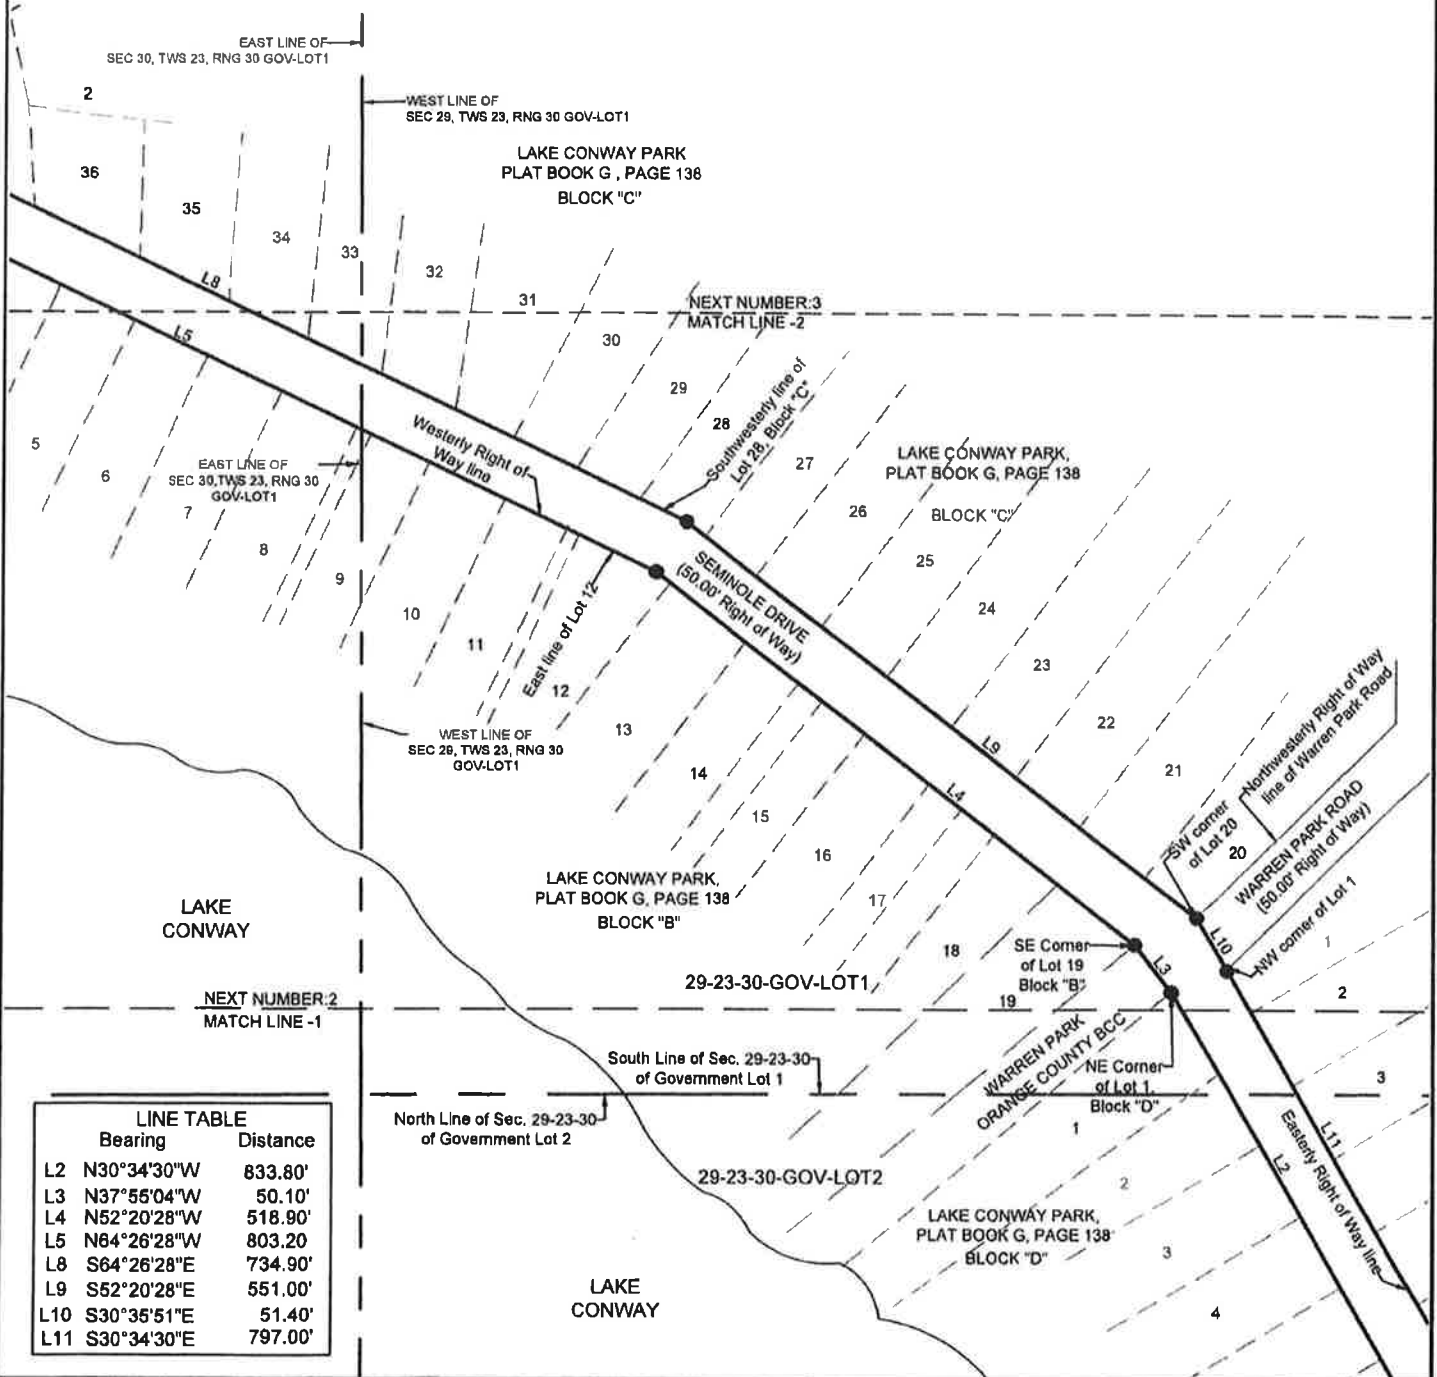 EAST LINE OF
SEC 30, TWS 23, RNG 30 GOV-LOT1
2
WEST LINE OF
SEC 29, TWS 23, RNG 30 GOV-LOT1
LAKE CONWAY PARK
PLAT BOOK G , PAGE 138
BLOCK "C"
36
35
34
33
32
31
30
29
28
27
26
25
24
23
22
21
20
L8
L5
NEXT NUMBER:3
MATCH LINE -2
Southwesterly line of
Lot 28, Block "C"
Westerly Right of
Way line
LAKE CONWAY PARK,
PLAT BOOK G, PAGE 138
BLOCK "C"
5
6
7
8
9
10
11
12
13
14
15
16
17
18
19
EAST LINE OF
SEC 30,TWS 23, RNG 30
GOV-LOT1
SEMINOLE DRIVE
(50.00' Right of Way)
East line of Lot 12
WEST LINE OF
SEC 29, TWS 23, RNG 30
GOV-LOT1
L9
L4
Northwesterly Right of Way
line of Warren Park Road
SW corner
of Lot 20
WARREN PARK ROAD
(50.00' Right of Way)
NW corner of Lot 1
L10
L3
LAKE CONWAY PARK,
PLAT BOOK G, PAGE 138
BLOCK "B"
LAKE
CONWAY
SE Corner
of Lot 19
Block "B"
29-23-30-GOV-LOT1
1
2
3
NEXT NUMBER:2
MATCH LINE -1
WARREN PARK
ORANGE COUNTY BCC
NE Corner
of Lot 1,
Block "D"
South Line of Sec. 29-23-30
of Government Lot 1
North Line of Sec. 29-23-30
of Government Lot 2
1
2
3
4
L11
L2
Easterly Right of Way line
29-23-30-GOV-LOT2
LAKE CONWAY PARK,
PLAT BOOK G, PAGE 138
BLOCK "D"
LAKE
CONWAY
LINE TABLE
Bearing Distance
L2 N30°34'30"W 833.80'
L3 N37°55'04"W 50.10'
L4 N52°20'28"W 518.90'
L5 N64°26'28"W 803.20
L8 S64°26'28"E 734.90'
L9 S52°20'28"E 551.00'
L10 S30°35'51"E 51.40'
L11 S30°34'30"E 797.00'